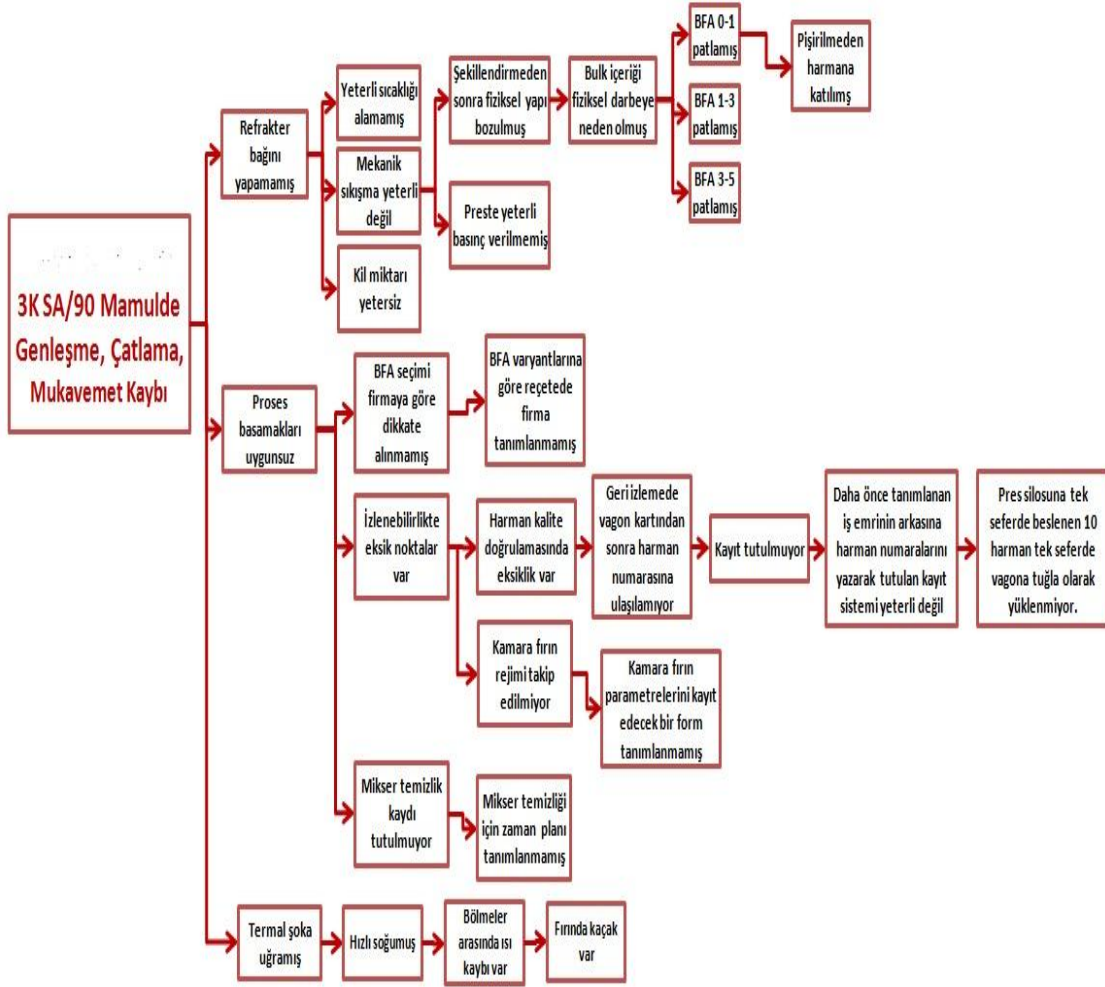 3K SA/90 Mamulde
Genleşme, Çatlama,
Mukavemet Kaybı
Refrakter
bağını
yapamamış
Yeterli sıcaklığı
alamamış
Mekanik
sıkışma yeterli
değil
Kil miktarı
yetersiz
Şekillendirmeden
sonra fiziksel yapı
bozulmuş
Preste yeterli
basınç verilmemiş
Bulk içeriği
fiziksel darbeye
neden olmuş
BFA 0-1
patlamış
BFA 1-3
patlamış
BFA 3-5
patlamış
Pişirilmeden
harmana
katılımş
Proses
basamakları
uygunsuz
BFA seçimi
firmaya göre
dikkate
alınmamış
BFA varyantlarına
göre reçetede
firma
tanımlanmamış
İzlenebilirlikte
eksik noktalar
var
Harman kalite
doğrulamasında
eksiklik var
Geri izlemede
vagon kartından
sonra harman
numarasına
ulaşılamıyor
Kayıt tutulmuyor
Daha önce tanımlanan
iş emrinin arkasına
harman numaralarını
yazarak tutulan kayıt
sistemi yeterli değil
Pres silosuna tek
seferde beslenen 10
harman tek seferde
vagona tuğla olarak
yüklenmiyor.
Kamara fırın
rejimi takip
edilmiyor
Kamara fırın
parametrelerini kayıt
edecek bir form
tanımlanmamış
Mikser temizlik
kaydı
tutulmuyor
Mikser temizliği
için zaman planı
tanımlanmamış
Termal şoka
uğramış
Hızlı soğumuş
Bölmeler
arasında ısı
kaybı var
Fırında kaçak
var